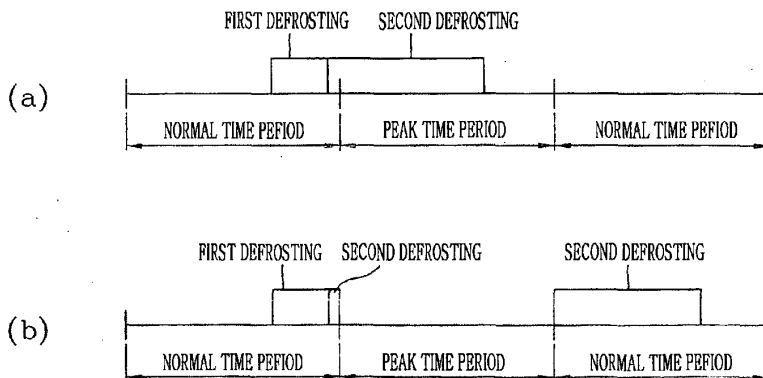 FIRST DEFROSTING SECOND DEFROSTING
(a)
NORMAL TIME PEFIOD PEAK TIME PERIOD NORMAL TIME PEFIOD
FIRST DEFROSTING SECOND DEFROSTING SECOND DEFROSTING
(b)
NORMAL TIME PEFIOD PEAK TIME PEFIOD NORMAL TIME PEFIOD